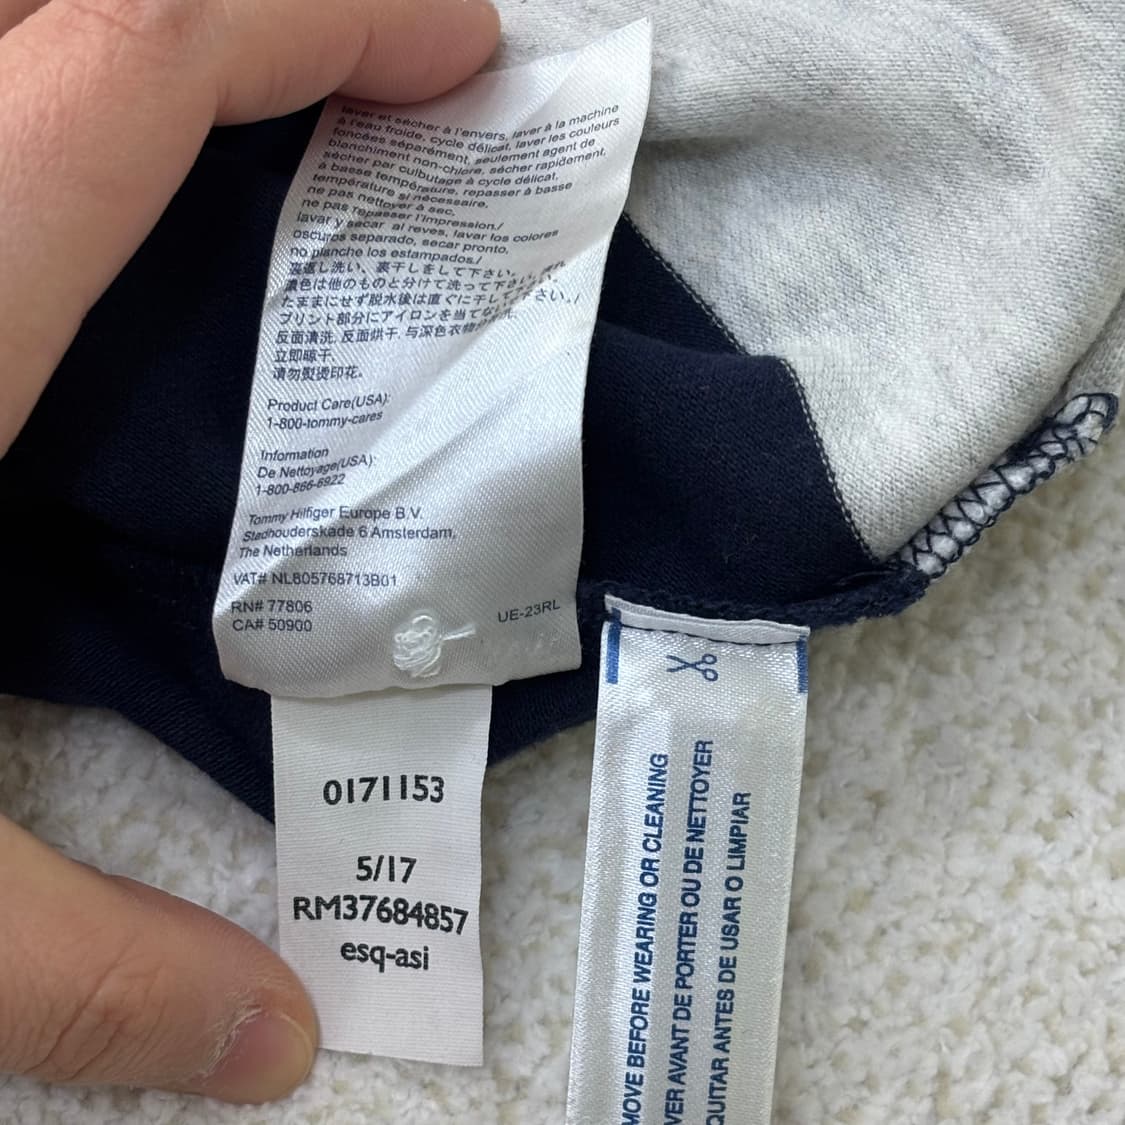 laver et sécher à l'envers, laver à la machine
à l'eau froide, cycle délicat, laver les couleurs
foncées séparément, seulement agent de
blanchiment non-chlore, sécher rapidement,
sécher par culbutage à cycle délicat,
à basse température, repasser à basse
température si nécessaire,
ne pas nettoyer à sec,
ne pas repasser l'impression./
lavar y secar al reves, lavar los colores
oscuros separado, secar pronto,
no planche los estampados./
裏返し洗い、裏干しをして下さい。濡れ
濃色は他のものと分けて洗って下さい。
たままにせず脱水後は直ぐに干して下さい。/
プリント部分にアイロンを当てな
反面清洗, 反面烘干, 与深色衣物
立即晾干,
请勿熨烫印花。
Product Care(USA):
1-800-tommy-cares
Information
De Nettoyage(USA):
1-800-866-6922
Tommy Hilfiger Europe B.V.
Stadhouderskade 6 Amsterdam,
The Netherlands
VAT# NL805768713B01
RN# 77806
CA# 50900
UE-23RL
0171153
5/17
RM37684857
esq-asi
MOVE BEFORE WEARING OR CLEANING
VER AVANT DE PORTER OU DE NETTOYER
QUITAR ANTES DE USAR O LIMPIAR